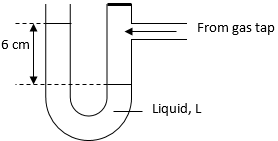 From gas tap
6 cm
Liquid, L